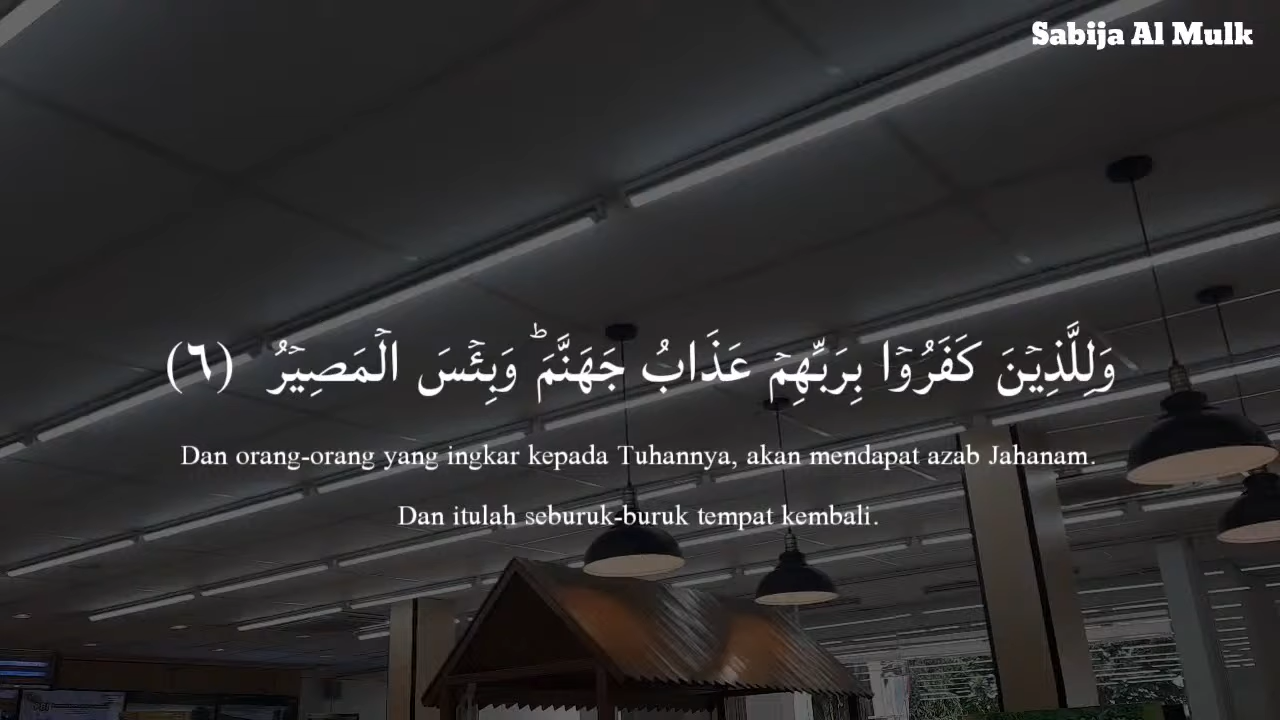 Sabija Al Mulk
وَلِلَّذِيْنَ كَفَرُوْا بِرَبِّهِمْ عَذَابُ جَهَنَّمَۗ وَبِئْسَ الْمَصِيْرُ (٦)
Dan orang-orang yang ingkar kepada Tuhannya, akan mendapat azab Jahanam.
Dan itulah seburuk-buruk tempat kembali.